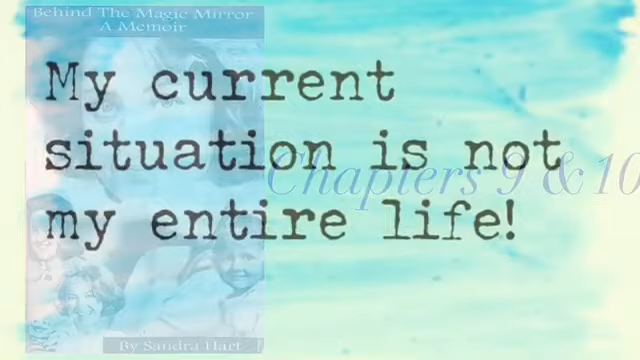 Behind The Magic Mirror
A Memoir
My current
situation is not
Chapters 9 & 10
my entire life!
By Sandra Hart